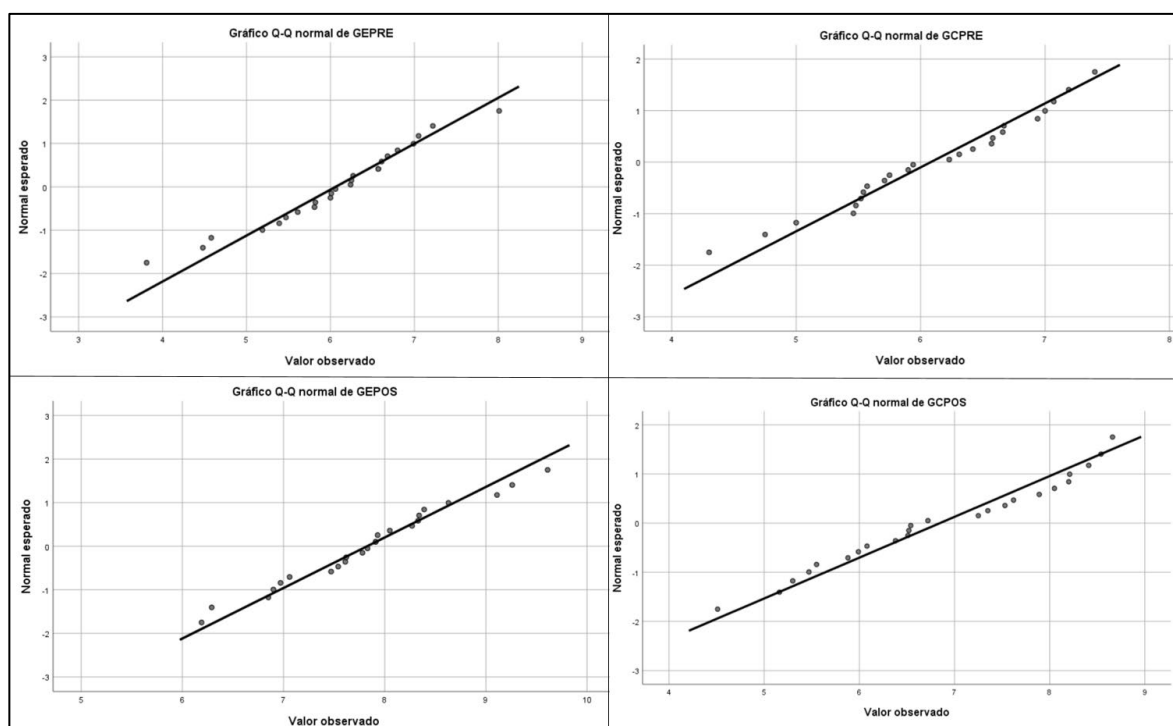 Gráfico Q-Q normal de GEPRE
Normal esperado
3
2
1
0
-1
-2
-3
3 4 5 6 7 8 9
Valor observado
Gráfico Q-Q normal de GCPRE
Normal esperado
2
1
0
-1
-2
-3
4 5 6 7 8
Valor observado
Gráfico Q-Q normal de GEPOS
Normal esperado
3
2
1
0
-1
-2
-3
5 6 7 8 9 10
Valor observado
Gráfico Q-Q normal de GCPOS
Normal esperado
2
1
0
-1
-2
-3
4 5 6 7 8 9
Valor observado